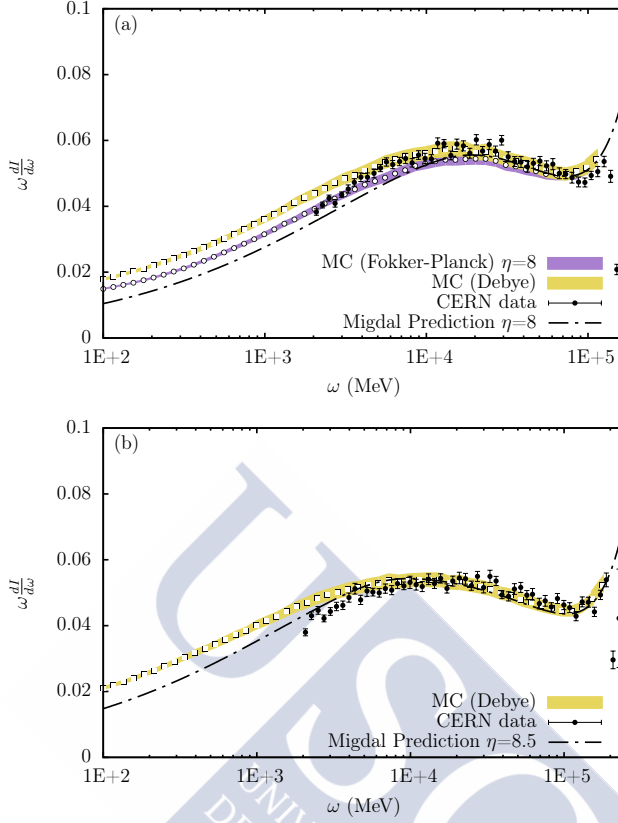 (a)
0.1
0.08
0.06
0.04
0.02
0
ω dI/dω
MC (Fokker-Planck) η=8
MC (Debye)
CERN data
Migdal Prediction η=8
1E+2 1E+3 1E+4 1E+5
ω (MeV)
(b)
0.1
0.08
0.06
0.04
0.02
0
ω dI/dω
MC (Debye)
CERN data
Migdal Prediction η=8.5
1E+2 1E+3 1E+4 1E+5
ω (MeV)